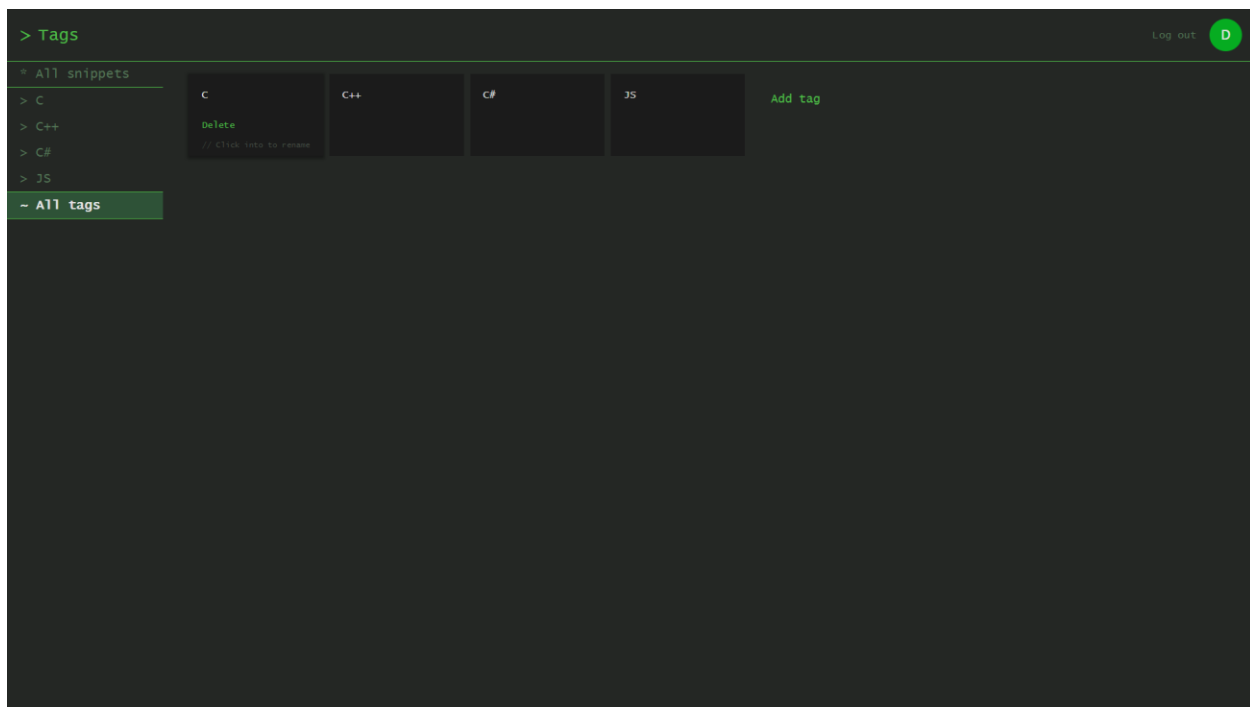 > Tags
Log out
D
* All snippets
> C
> C++
> C#
> JS
~ All tags
C
Delete
// Click into to rename
C++
C#
JS
Add tag